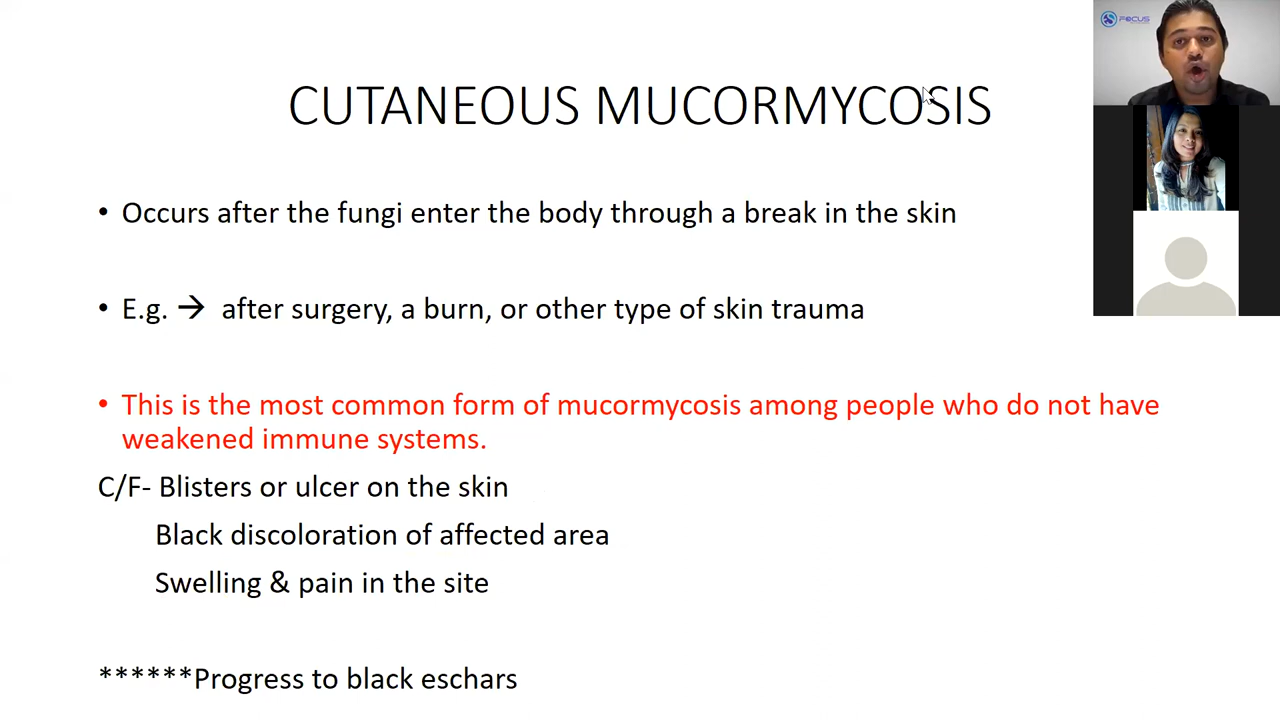 CUTANEOUS MUCORMYCOSIS
FOCUS
• Occurs after the fungi enter the body through a break in the skin
• E.g. → after surgery, a burn, or other type of skin trauma
• This is the most common form of mucormycosis among people who do not have
weakened immune systems.
C/F- Blisters or ulcer on the skin
Black discoloration of affected area
Swelling & pain in the site
******Progress to black eschars